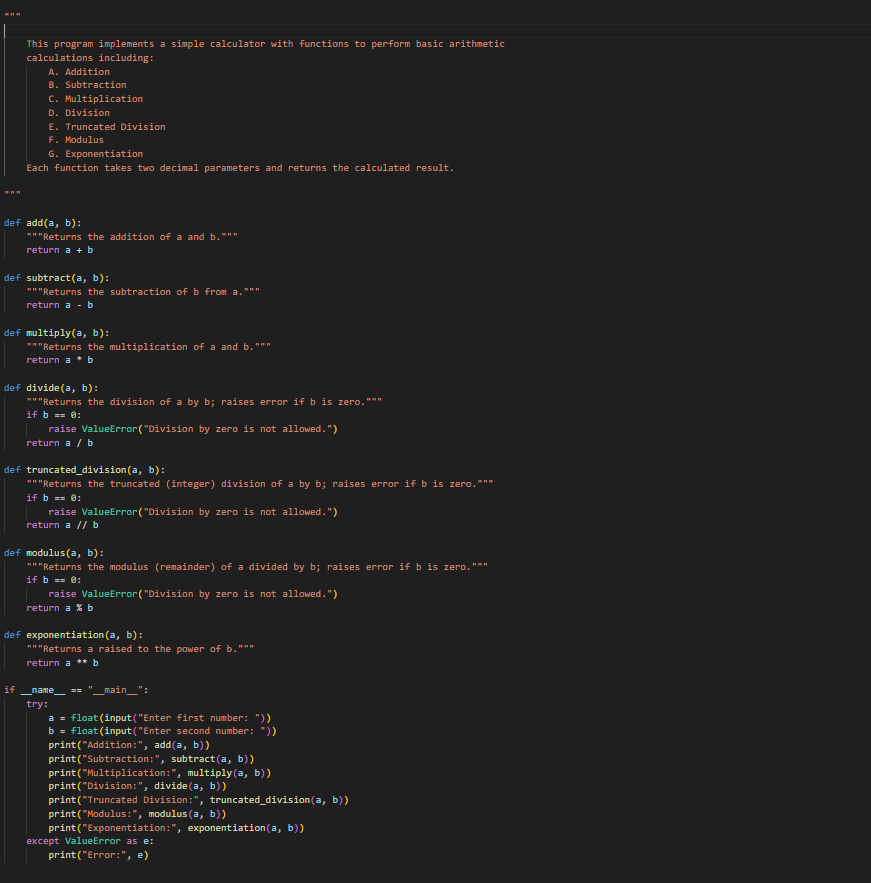 """
    This program implements a simple calculator with functions to perform basic arithmetic
    calculations including:
        A. Addition
        B. Subtraction
        C. Multiplication
        D. Division
        E. Truncated Division
        F. Modulus
        G. Exponentiation
    Each function takes two decimal parameters and returns the calculated result.
"""
def add(a, b):
    """Returns the addition of a and b."""
    return a + b
def subtract(a, b):
    """Returns the subtraction of b from a."""
    return a - b
def multiply(a, b):
    """Returns the multiplication of a and b."""
    return a * b
def divide(a, b):
    """Returns the division of a by b; raises error if b is zero."""
    if b == 0:
        raise ValueError("Division by zero is not allowed.")
    return a / b
def truncated_division(a, b):
    """Returns the truncated (integer) division of a by b; raises error if b is zero."""
    if b == 0:
        raise ValueError("Division by zero is not allowed.")
    return a // b
def modulus(a, b):
    """Returns the modulus (remainder) of a divided by b; raises error if b is zero."""
    if b == 0:
        raise ValueError("Division by zero is not allowed.")
    return a % b
def exponentiation(a, b):
    """Returns a raised to the power of b."""
    return a ** b
if __name__ == "__main__":
    try:
        a = float(input("Enter first number: "))
        b = float(input("Enter second number: "))
        print("Addition:", add(a, b))
        print("Subtraction:", subtract(a, b))
        print("Multiplication:", multiply(a, b))
        print("Division:", divide(a, b))
        print("Truncated Division:", truncated_division(a, b))
        print("Modulus:", modulus(a, b))
        print("Exponentiation:", exponentiation(a, b))
    except ValueError as e:
        print("Error:", e)